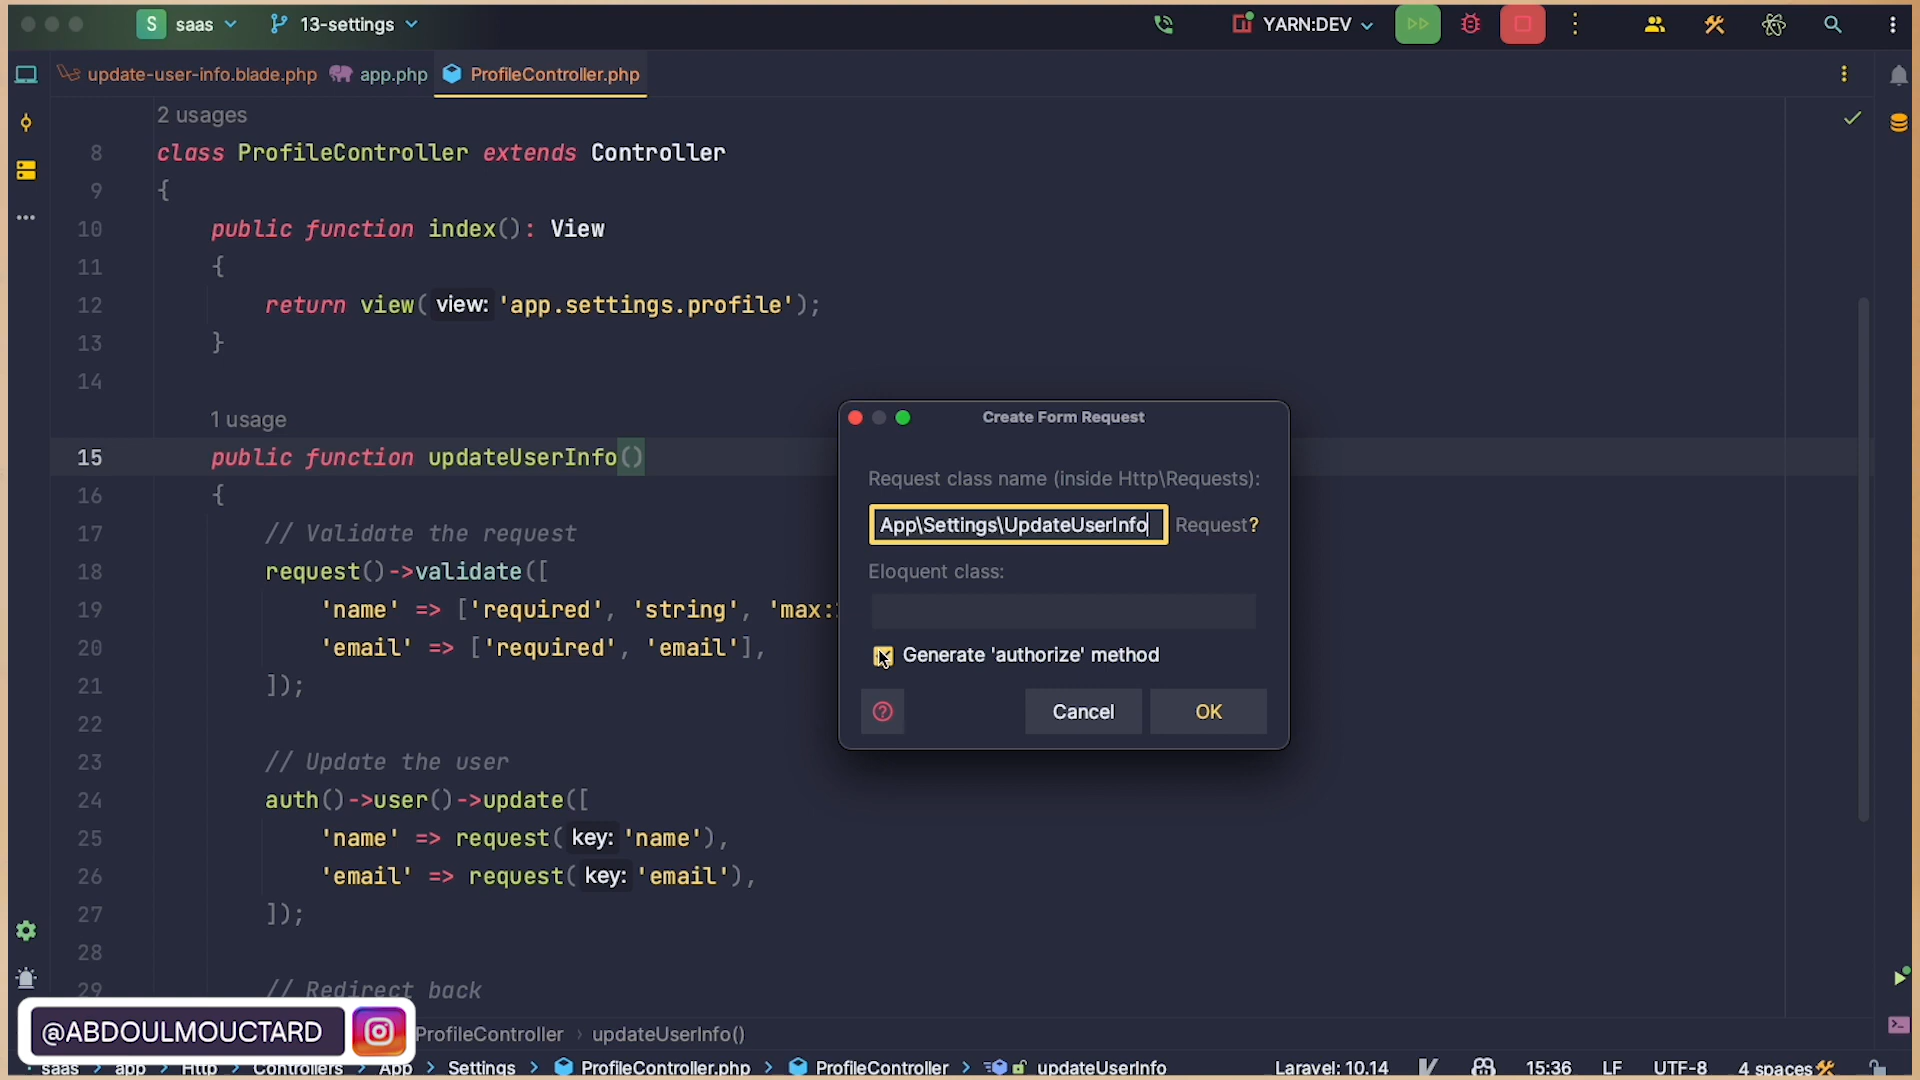 S saas 13-settings YARN:DEV
update-user-info.blade.php app.php ProfileController.php
2 usages
8 class ProfileController extends Controller
9 {
10 public function index(): View
11 {
12 return view( view: 'app.settings.profile');
13 }
14
1 usage
15 public function updateUserInfo()
16 {
17 // Validate the request
18 request()->validate([
19 'name' => ['required', 'string', 'max:
20 'email' => ['required', 'email'],
21 ]);
22
23 // Update the user
24 auth()->user()->update([
25 'name' => request( key: 'name'),
26 'email' => request( key: 'email'),
27 ]);
28
29 // Redirect back
Create Form Request
Request class name (inside Http\Requests):
App\Settings\UpdateUserInfo Request?
Eloquent class:
Generate 'authorize' method
? Cancel OK
@ABDOULMOUCTARD
ProfileController › updateUserInfo()
saas › app › Http › Controllers › App › Settings › ProfileController.php › ProfileController › updateUserInfo Laravel: 10.14 15:36 LF UTF-8 4 spaces